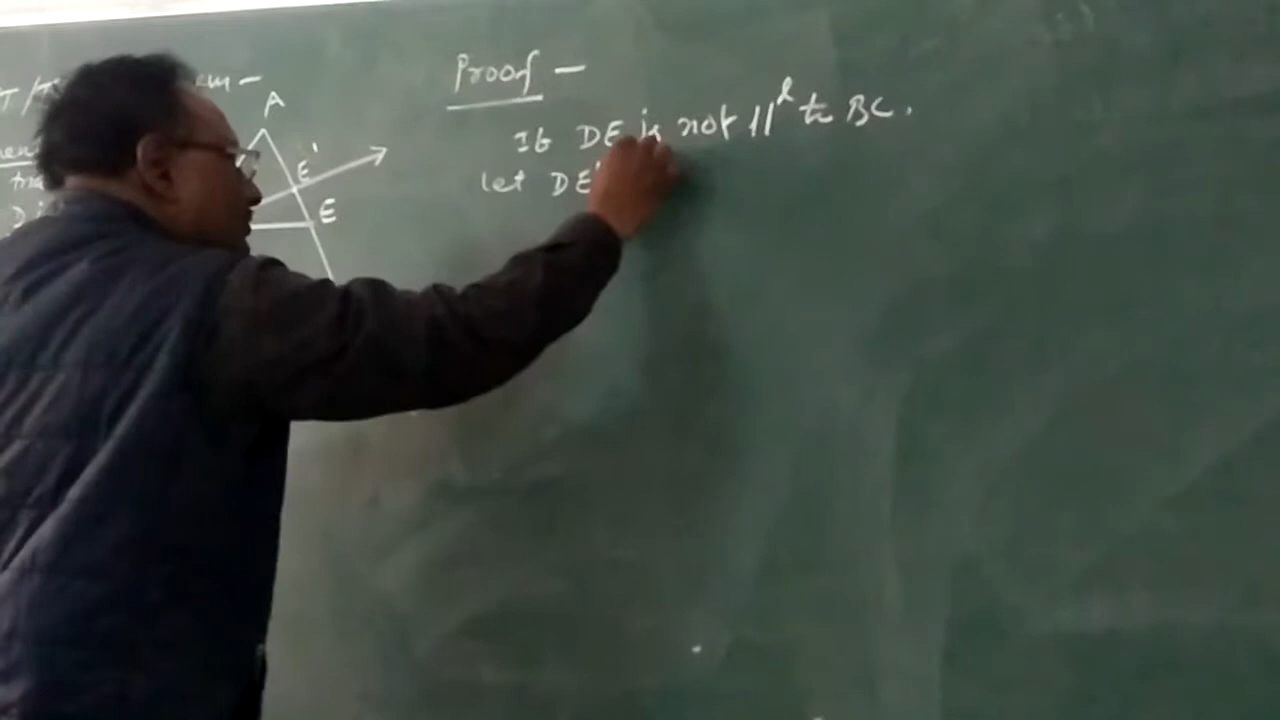 A
E'
E
Proof –
If DE is not ||l to BC.
let DE'